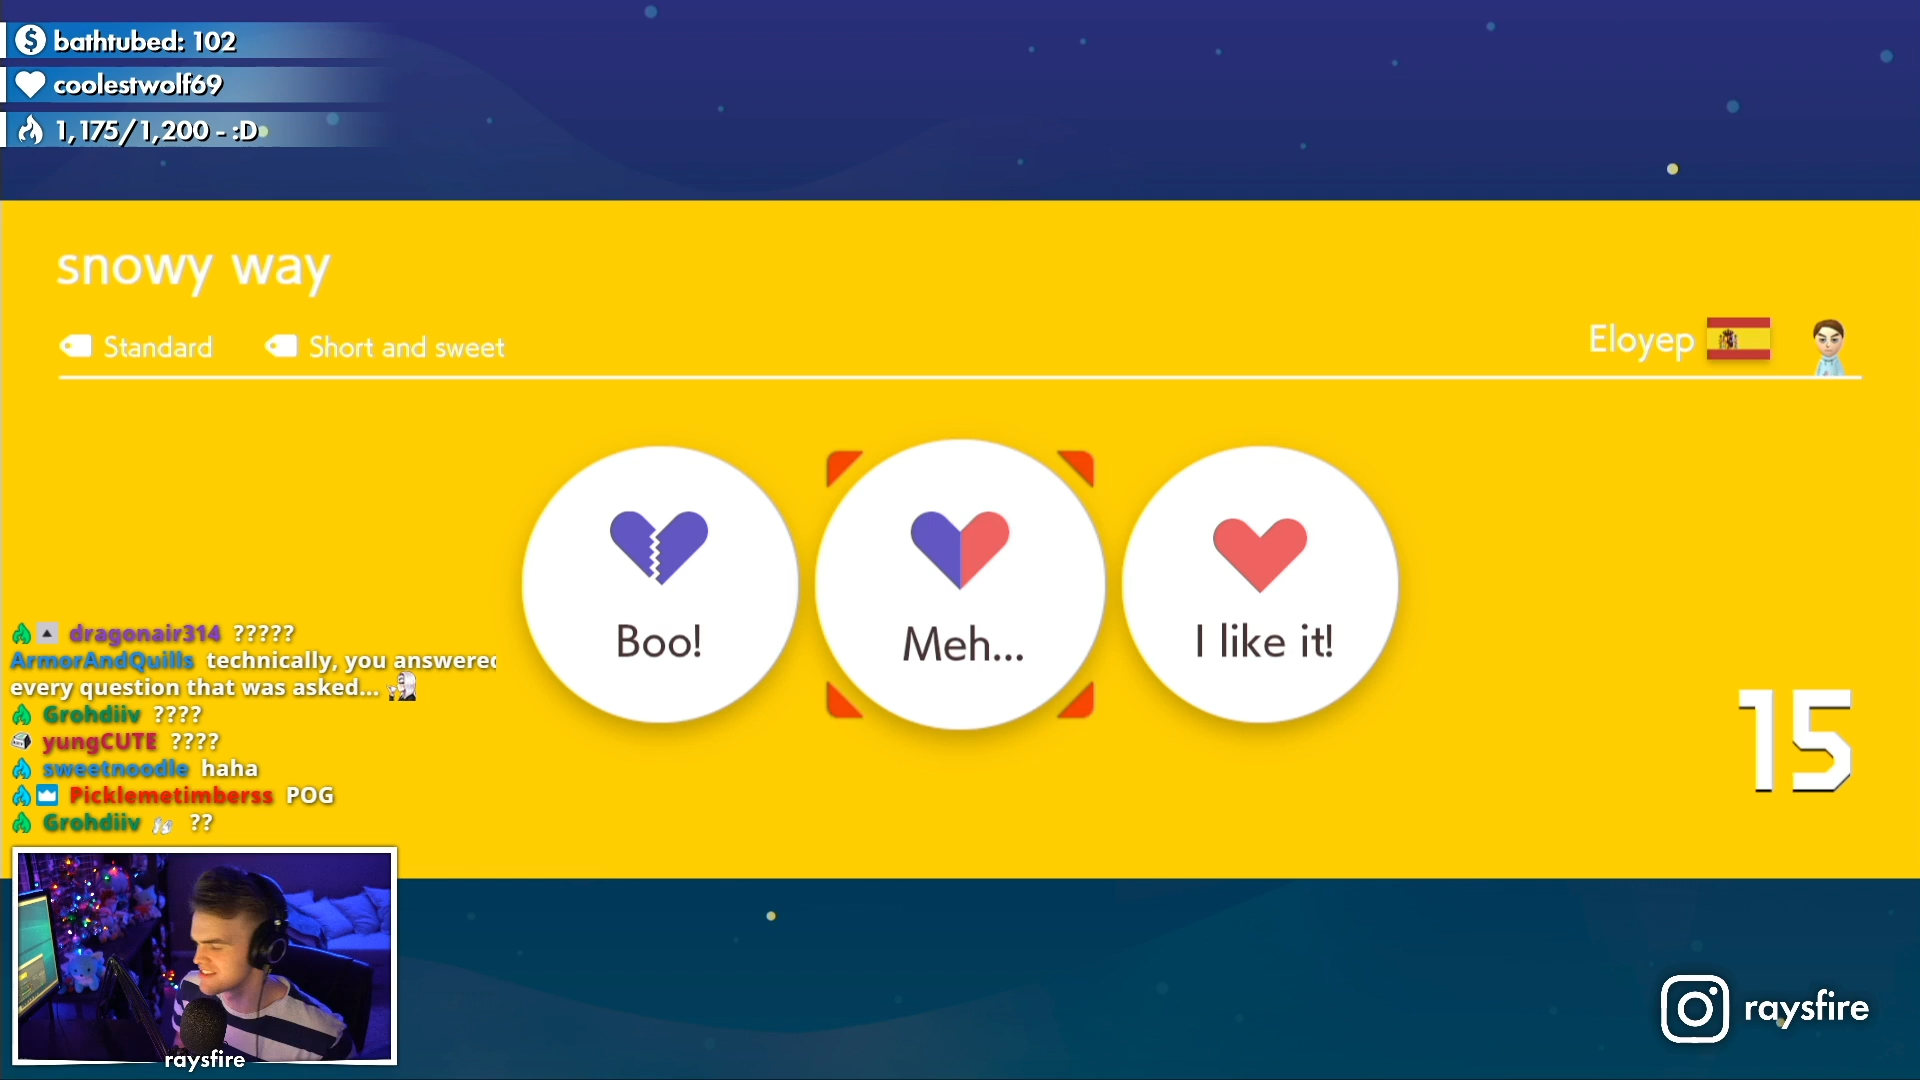 bathtubed: 102
coolestwolf69
1,175/1,200 - :D
snowy way
Standard Short and sweet
Eloyep
Boo! Meh... I like it!
15
dragonair314 ?????
ArmorAndQuills technically, you answered
every question that was asked...
Grohdiiv ????
yungCUTE ????
sweetnoodle haha
Picklemetimberss POG
Grohdiiv ??
raysfire
raysfire